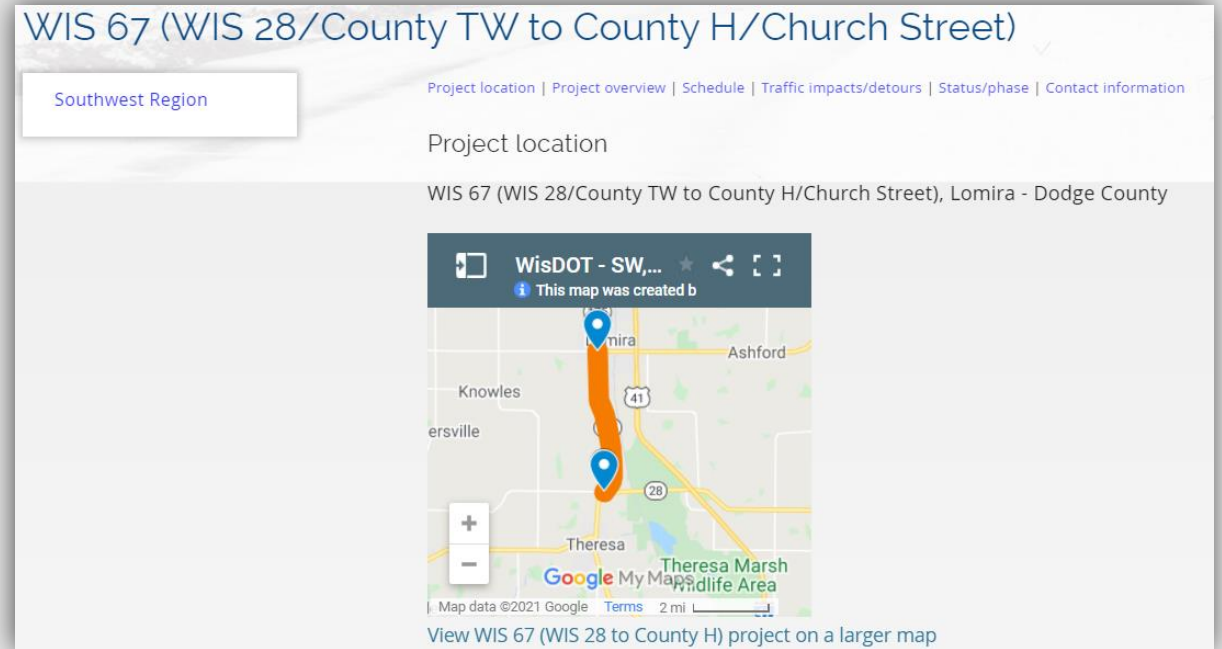 WIS 67 (WIS 28/County TW to County H/Church Street)
Southwest Region
Project location | Project overview | Schedule | Traffic impacts/detours | Status/phase | Contact information
Project location
WIS 67 (WIS 28/County TW to County H/Church Street), Lomira - Dodge County
WisDOT - SW,...
This map was created b
mira
Ashford
Knowles
41
ersville
28
+
Theresa
−
Theresa Marsh
Google My Maps
Wildlife Area
Map data ©2021 Google Terms 2 mi
View WIS 67 (WIS 28 to County H) project on a larger map